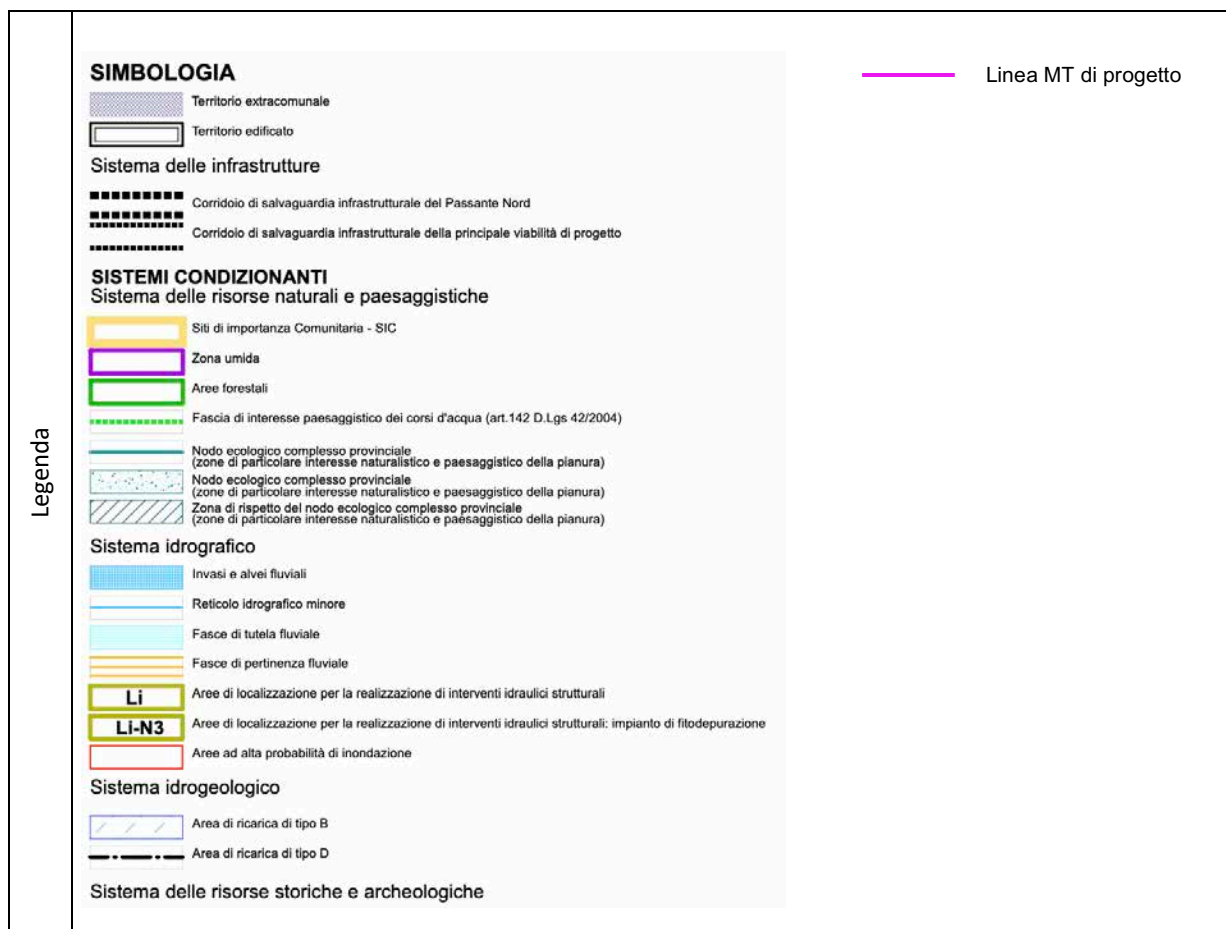 Legenda
SIMBOLOGIA
Territorio extracomunale
Territorio edificato
Sistema delle infrastrutture
Corridoio di salvaguardia infrastrutturale del Passante Nord
Corridoio di salvaguardia infrastrutturale della principale viabilità di progetto
SISTEMI CONDIZIONANTI
Sistema delle risorse naturali e paesaggistiche
Siti di importanza Comunitaria - SIC
Zona umida
Aree forestali
Fascia di interesse paesaggistico dei corsi d'acqua (art.142 D.Lgs 42/2004)
Nodo ecologico complesso provinciale
(zone di particolare interesse naturalistico e paesaggistico della pianura)
Nodo ecologico complesso provinciale
(zone di particolare interesse naturalistico e paesaggistico della pianura)
Zona di rispetto del nodo ecologico complesso provinciale
(zone di particolare interesse naturalistico e paesaggistico della pianura)
Sistema idrografico
Invasi e alvei fluviali
Reticolo idrografico minore
Fasce di tutela fluviale
Fasce di pertinenza fluviale
Li
Aree di localizzazione per la realizzazione di interventi idraulici strutturali
Li-N3
Aree di localizzazione per la realizzazione di interventi idraulici strutturali: impianto di fitodepurazione
Aree ad alta probabilità di inondazione
Sistema idrogeologico
Area di ricarica di tipo B
Area di ricarica di tipo D
Sistema delle risorse storiche e archeologiche
Linea MT di progetto